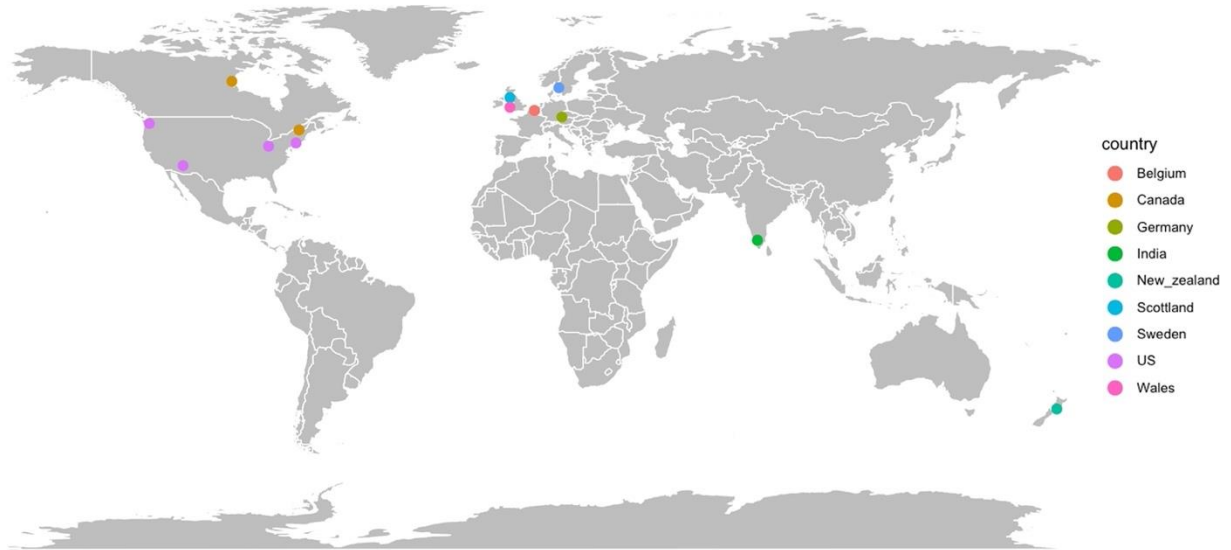 country
Belgium
Canada
Germany
India
New_zealand
Scottland
Sweden
US
Wales